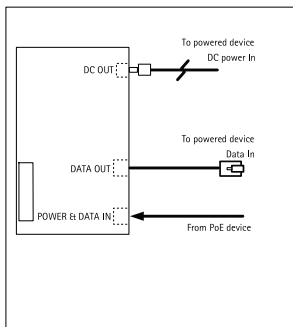 To powered device
DC power In
DC OUT
To powered device
Data In
DATA OUT
POWER & DATA IN
From PoE device